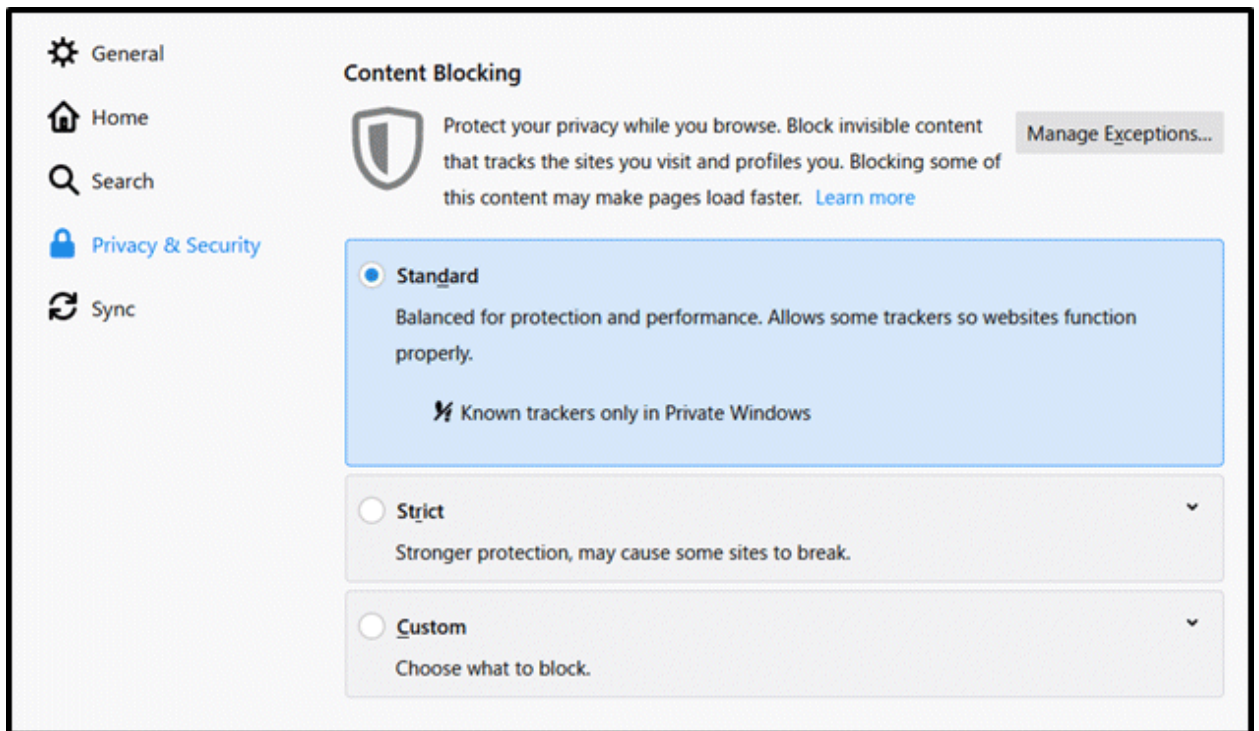 General
Home
Search
Privacy & Security
Sync
Content Blocking
Protect your privacy while you browse. Block invisible content
that tracks the sites you visit and profiles you. Blocking some of
this content may make pages load faster. Learn more
Manage Exceptions...
Standard
Balanced for protection and performance. Allows some trackers so websites function
properly.
Known trackers only in Private Windows
Strict
Stronger protection, may cause some sites to break.
Custom
Choose what to block.